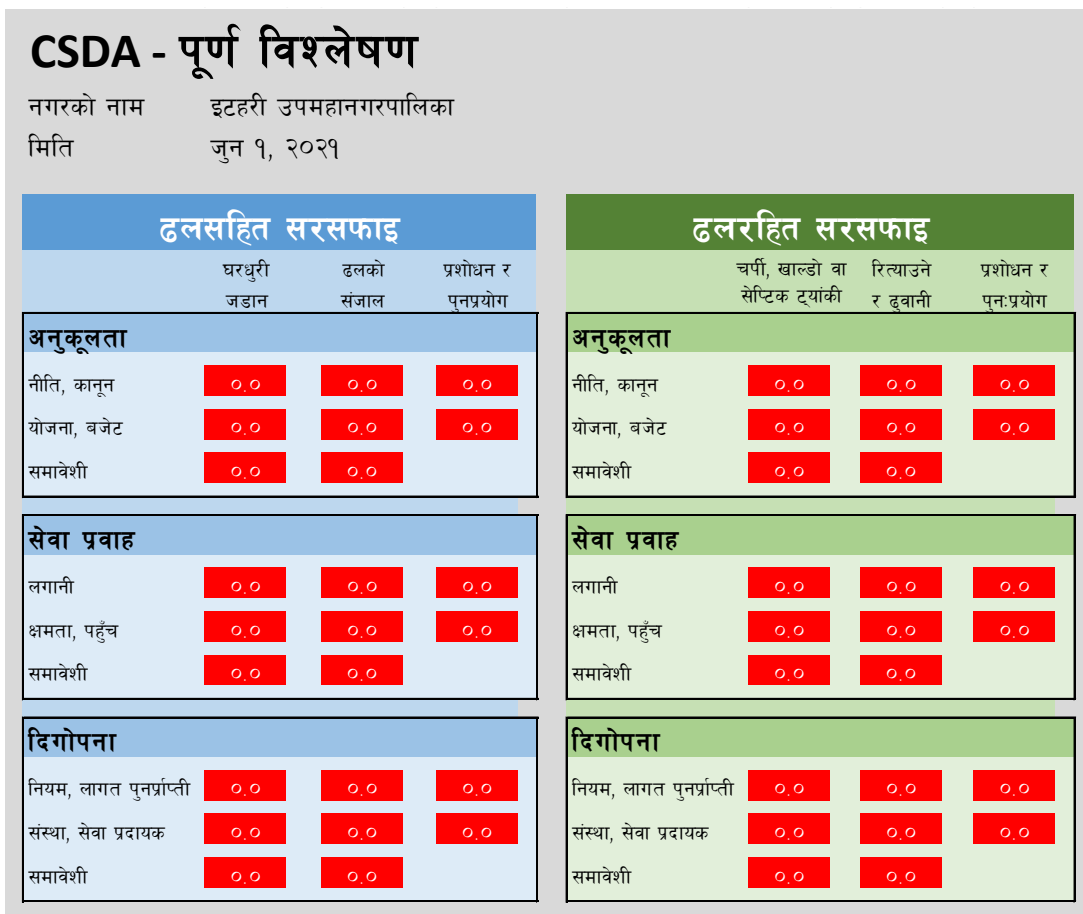 CSDA - पूर्ण विश्लेषण
नगरको नाम इटहरी उपमहानगरपालिका
मिति जुन १, २०२१
ढलसहित सरसफाइ
घरधुरी ढलको प्रशोधन र
जडान संजाल पुनप्रयोग
अनुकूलता
नीति, कानून ०.० ०.० ०.०
योजना, बजेट ०.० ०.० ०.०
समावेशी ०.० ०.०
सेवा प्रवाह
लगानी ०.० ०.० ०.०
क्षमता, पहुँच ०.० ०.० ०.०
समावेशी ०.० ०.०
दिगोपना
नियम, लागत पुनर्प्राप्ती ०.० ०.० ०.०
संस्था, सेवा प्रदायक ०.० ०.० ०.०
समावेशी ०.० ०.०
ढलरहित सरसफाइ
चर्पी, खाल्डो वा रित्याउने प्रशोधन र
सेप्टिक ट्यांकी र ढुवानी पुन:प्रयोग
अनुकूलता
नीति, कानून ०.० ०.० ०.०
योजना, बजेट ०.० ०.० ०.०
समावेशी ०.० ०.०
सेवा प्रवाह
लगानी ०.० ०.० ०.०
क्षमता, पहुँच ०.० ०.० ०.०
समावेशी ०.० ०.०
दिगोपना
नियम, लागत पुनर्प्राप्ती ०.० ०.० ०.०
संस्था, सेवा प्रदायक ०.० ०.० ०.०
समावेशी ०.० ०.०